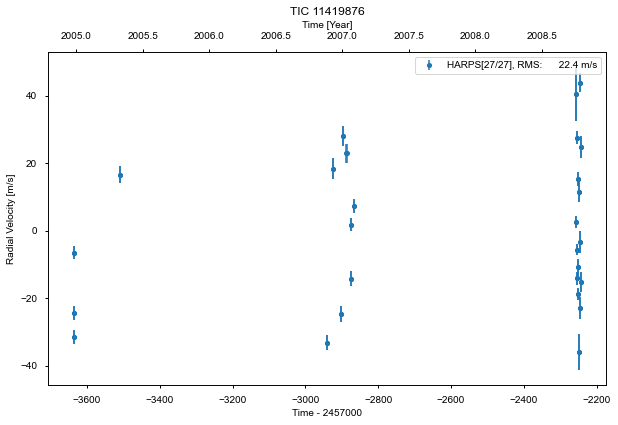 TIC 11419876
Time [Year]
2005.0 2005.5 2006.0 2006.5 2007.0 2007.5 2008.0 2008.5
HARPS[27/27], RMS: 22.4 m/s
40
20
0
−20
−40
Radial Velocity [m/s]
−3600 −3400 −3200 −3000 −2800 −2600 −2400 −2200
Time - 2457000